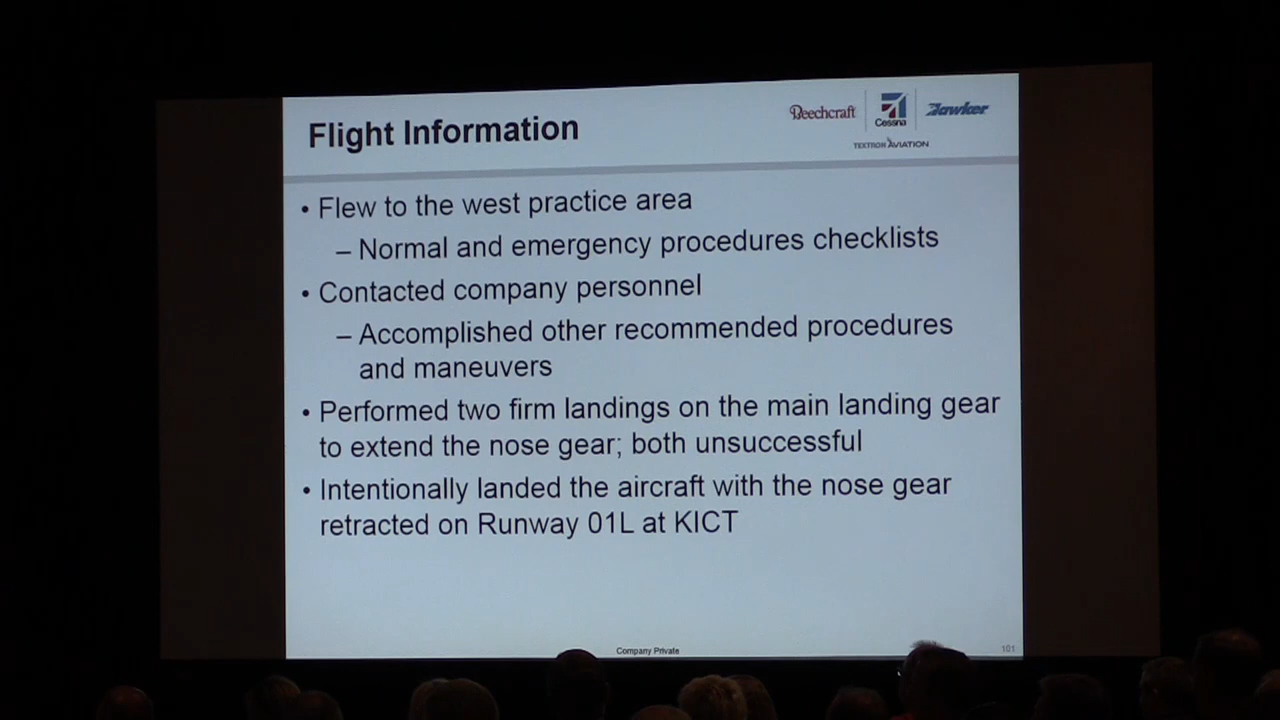 Flight Information
Beechcraft
Cessna
Hawker
TEXTRON AVIATION
• Flew to the west practice area
– Normal and emergency procedures checklists
• Contacted company personnel
– Accomplished other recommended procedures
and maneuvers
• Performed two firm landings on the main landing gear
to extend the nose gear; both unsuccessful
• Intentionally landed the aircraft with the nose gear
retracted on Runway 01L at KICT
Company Private
101